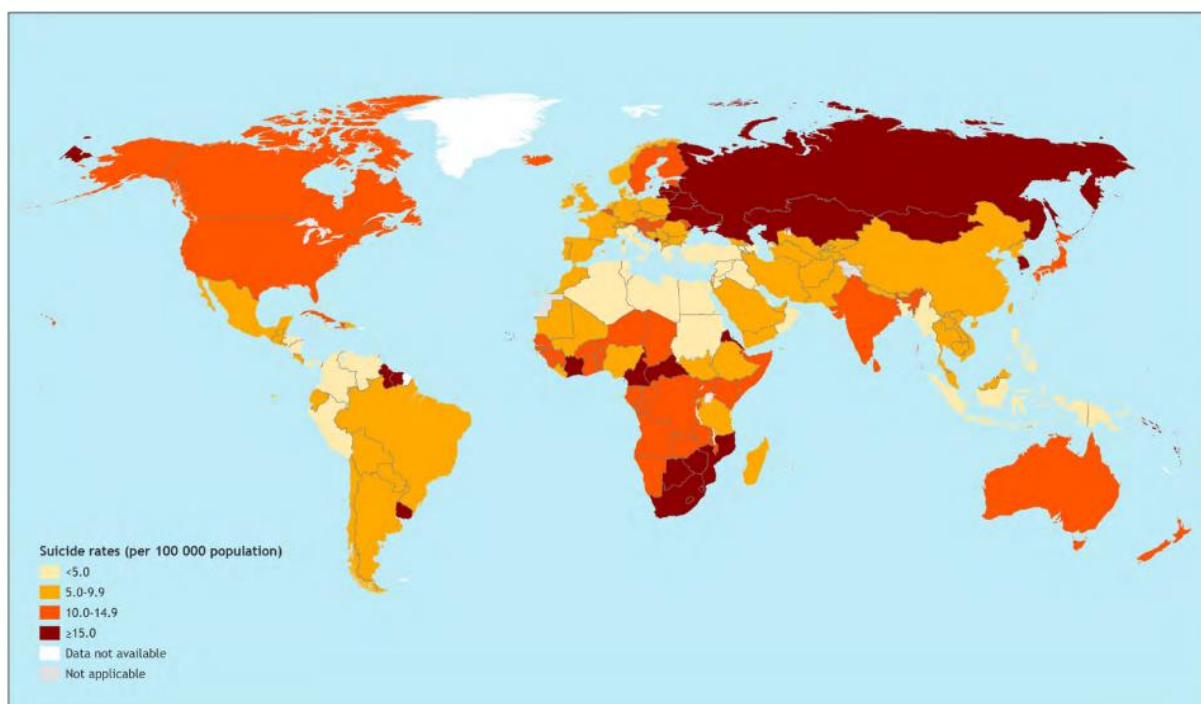 Suicide rates (per 100 000 population)
<5.0
5.0-9.9
10.0-14.9
≥15.0
Data not available
Not applicable